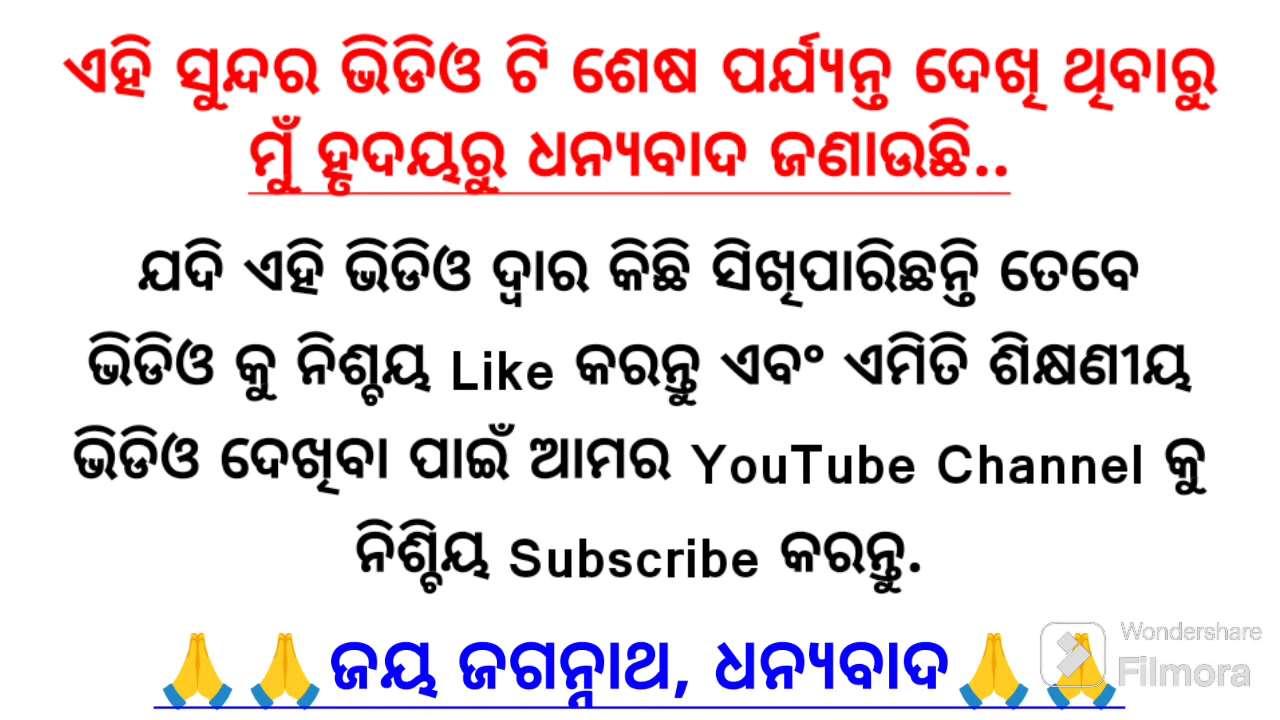 ଏହି ସୁନ୍ଦର ଭିଡିଓ ଟି ଶେଷ ପର୍ଯ୍ୟନ୍ତ ଦେଖି ଥିବାରୁ
ମୁଁ ହୃଦୟରୁ ଧନ୍ୟବାଦ ଜଣାଉଛି..
ଯଦି ଏହି ଭିଡିଓ ଦ୍ୱାର କିଛି ସିଖିପାରିଛନ୍ତି ତେବେ
ଭିଡିଓ କୁ ନିଶ୍ଚୟ Like କରନ୍ତୁ ଏବଂ ଏମିତି ଶିକ୍ଷଣୀୟ
ଭିଡିଓ ଦେଖିବା ପାଇଁ ଆମର YouTube Channel କୁ
ନିଶ୍ଚିୟ Subscribe କରନ୍ତୁ.
🙏 🙏 ଜୟ ଜଗନ୍ନାଥ, ଧନ୍ୟବାଦ 🙏 🙏
Wondershare
Filmora